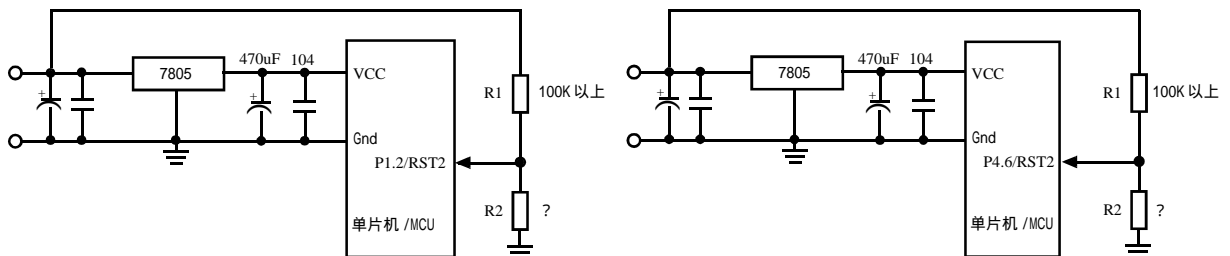 7805
470uF 104
VCC
R1
100K 以上
Gnd
P1.2/RST2
R2
?
单片机 /MCU
+
+
7805
470uF 104
VCC
R1
100K 以上
Gnd
P4.6/RST2
R2
?
单片机 /MCU
+
+